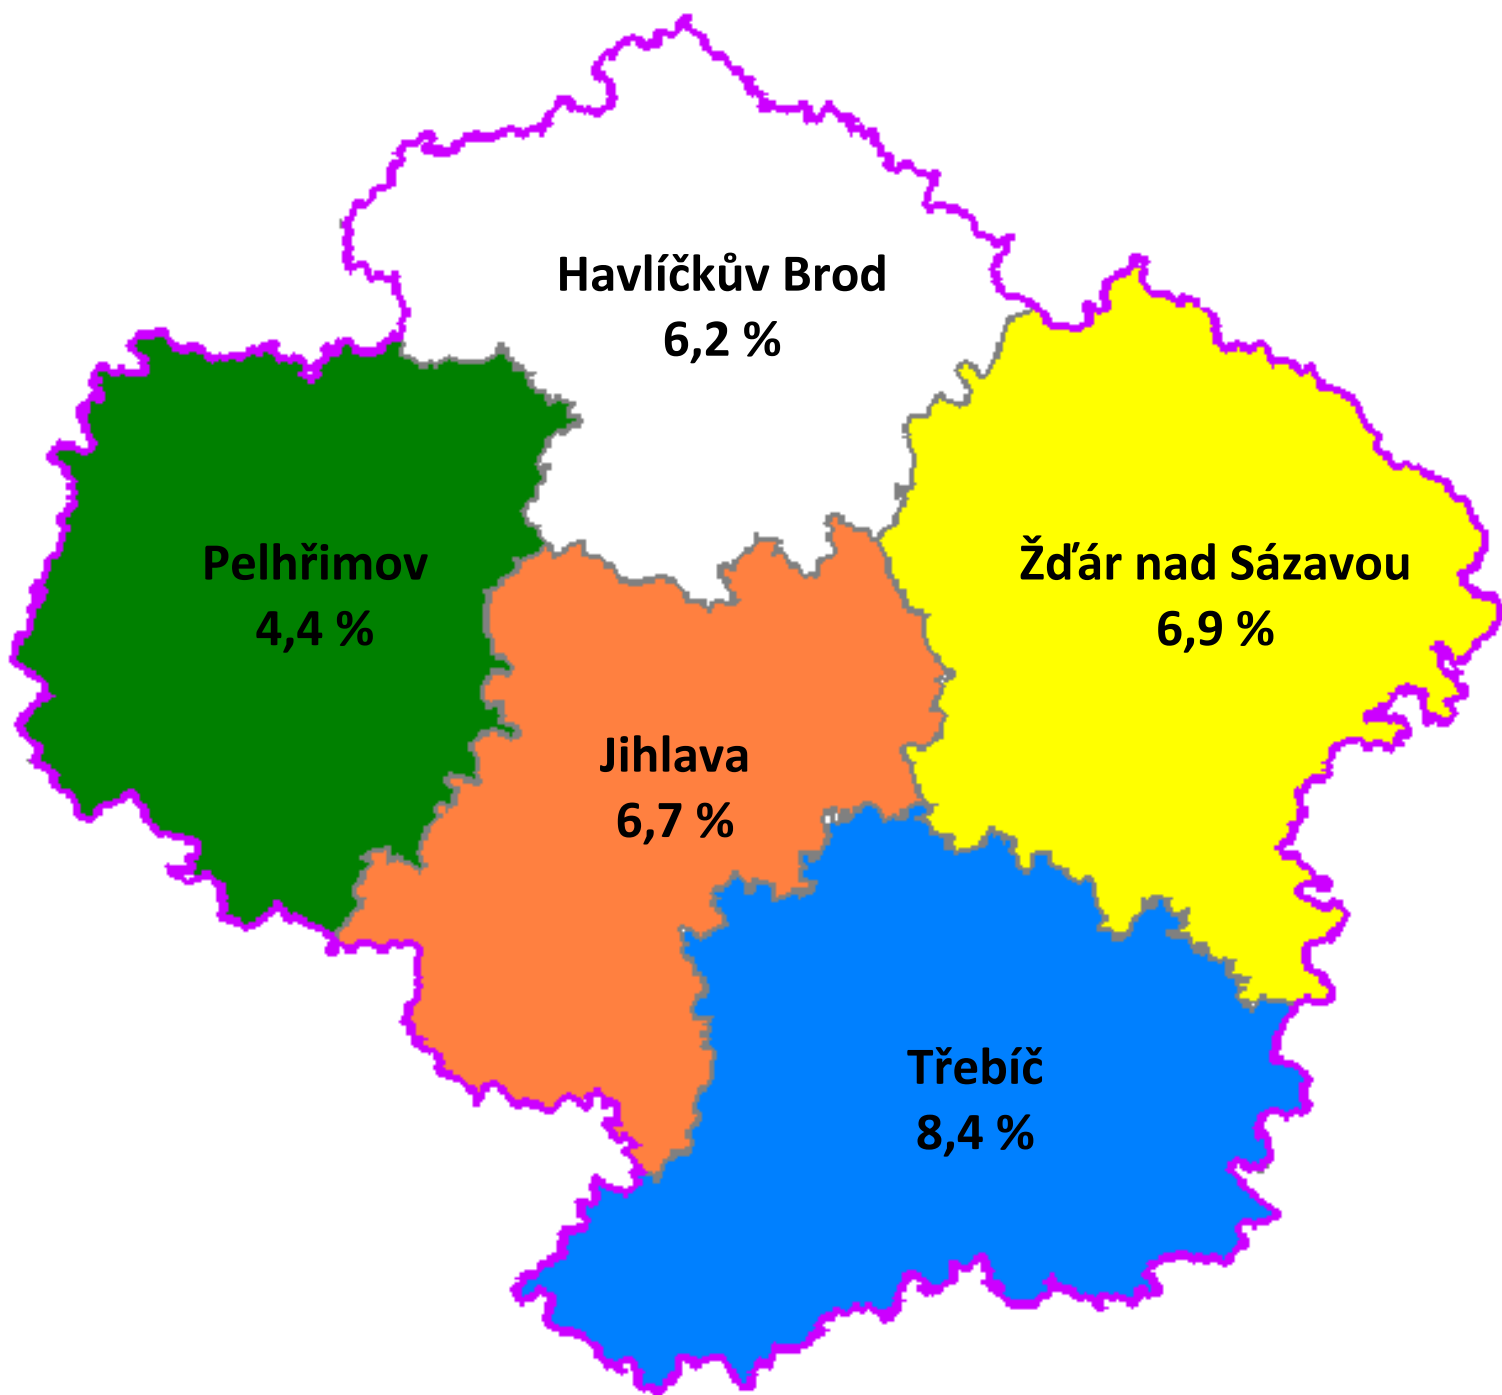 Havlíčkův Brod
6,2 %
Pelhřimov
4,4 %
Žďár nad Sázavou
6,9 %
Jihlava
6,7 %
Třebíč
8,4 %